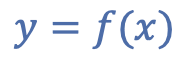 y = f(x)